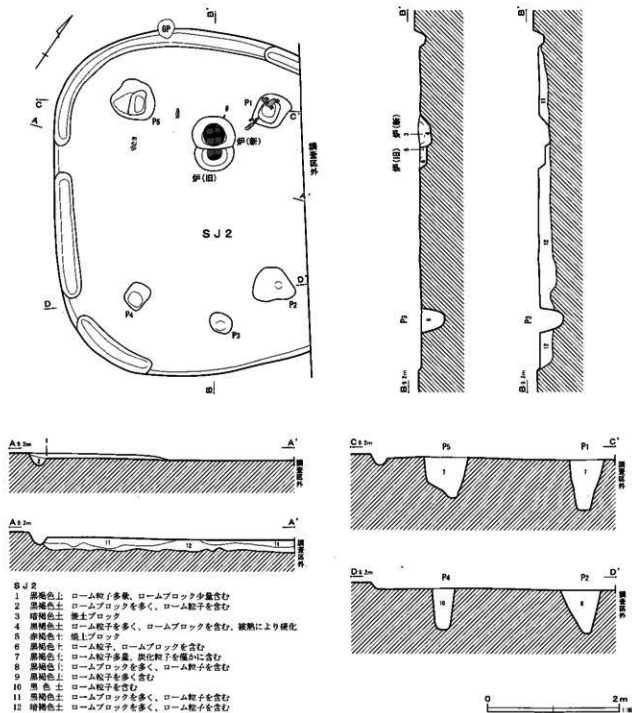 B'
GP
C
A
P5
P1
C'
調査区外
炉(新)
炉(旧)
A'
SJ2
D
D'
P4
P3
P2
B
B'
炉(新)
炉(旧)
P3
B 9.2m
B'
11
12
P3
12
B 9.2m
A 9.2m
1
A'
調査区外
A 9.2m
A'
11
12
11
調査区外
C 9.2m
P5
P1
C'
7
7
調査区外
D 9.2m
P4
P2
D'
10
8
調査区外
SJ2
1 黒褐色土 ローム粒子多量、ロームブロック少量含む
2 黒褐色土 ロームブロックを多く、ローム粒子を含む
3 暗褐色土 焼土ブロック
4 黒褐色土 ローム粒子を多く、ロームブロックを含む、被熱により硬化
5 赤褐色土 焼土ブロック
6 黒褐色土 ローム粒子、ロームブロックを含む
7 黒褐色土 ローム粒子多量、炭化粒子を僅かに含む
8 黒褐色土 ロームブロックを多く、ローム粒子を含む
9 黒褐色土 ローム粒子を多く含む
10 黒色土 ローム粒子を含む
11 黒褐色土 ロームブロックを多く、ローム粒子を含む
12 暗褐色土 ロームブロックを多く、ローム粒子を含む
0 2m